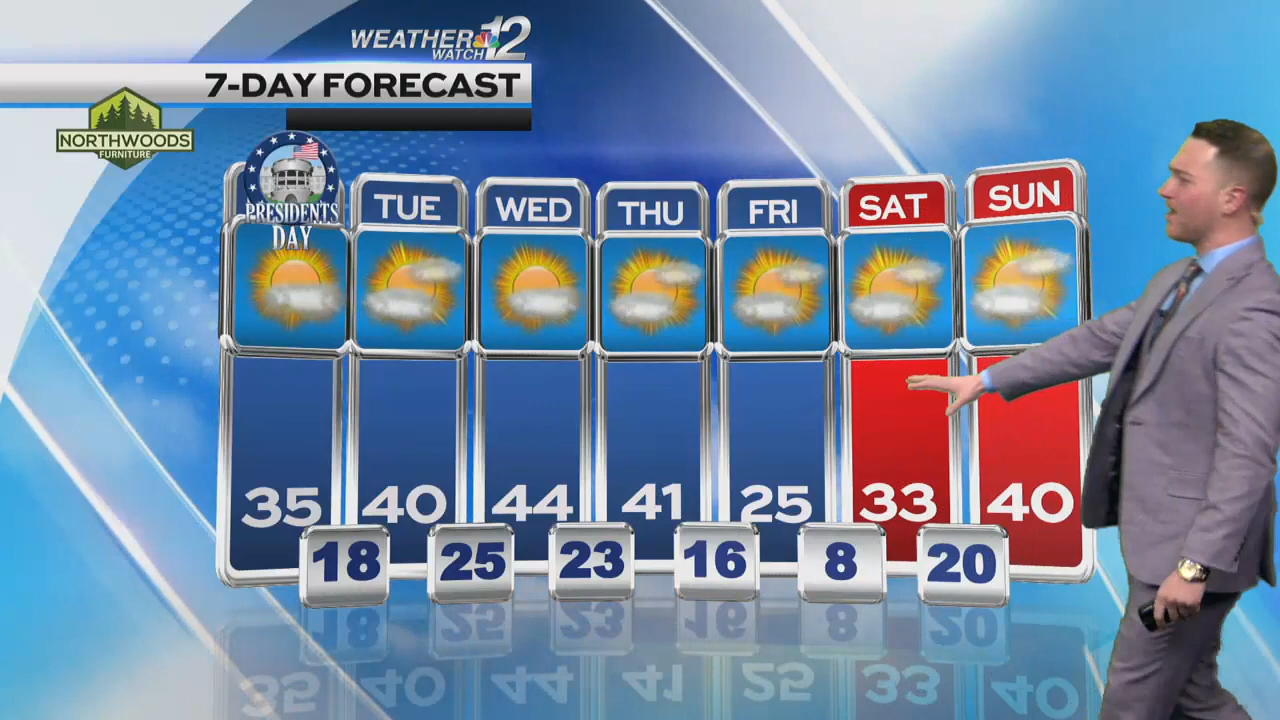 WEATHER 12
WATCH
7-DAY FORECAST
NORTHWOODS
FURNITURE
PRESIDENTS
DAY
TUE WED THU FRI SAT SUN
35 40 44 41 25 33 40
18 25 23 16 8 20